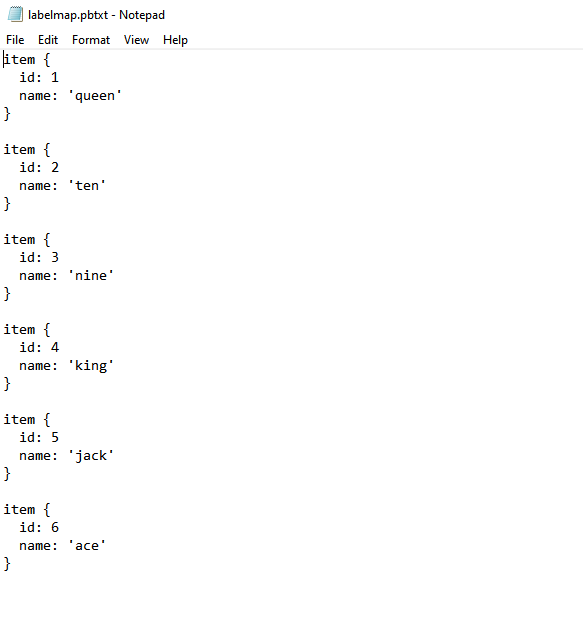 labelmap.pbtxt - Notepad
File Edit Format View Help
item {
  id: 1
  name: 'queen'
}

item {
  id: 2
  name: 'ten'
}

item {
  id: 3
  name: 'nine'
}

item {
  id: 4
  name: 'king'
}

item {
  id: 5
  name: 'jack'
}

item {
  id: 6
  name: 'ace'
}